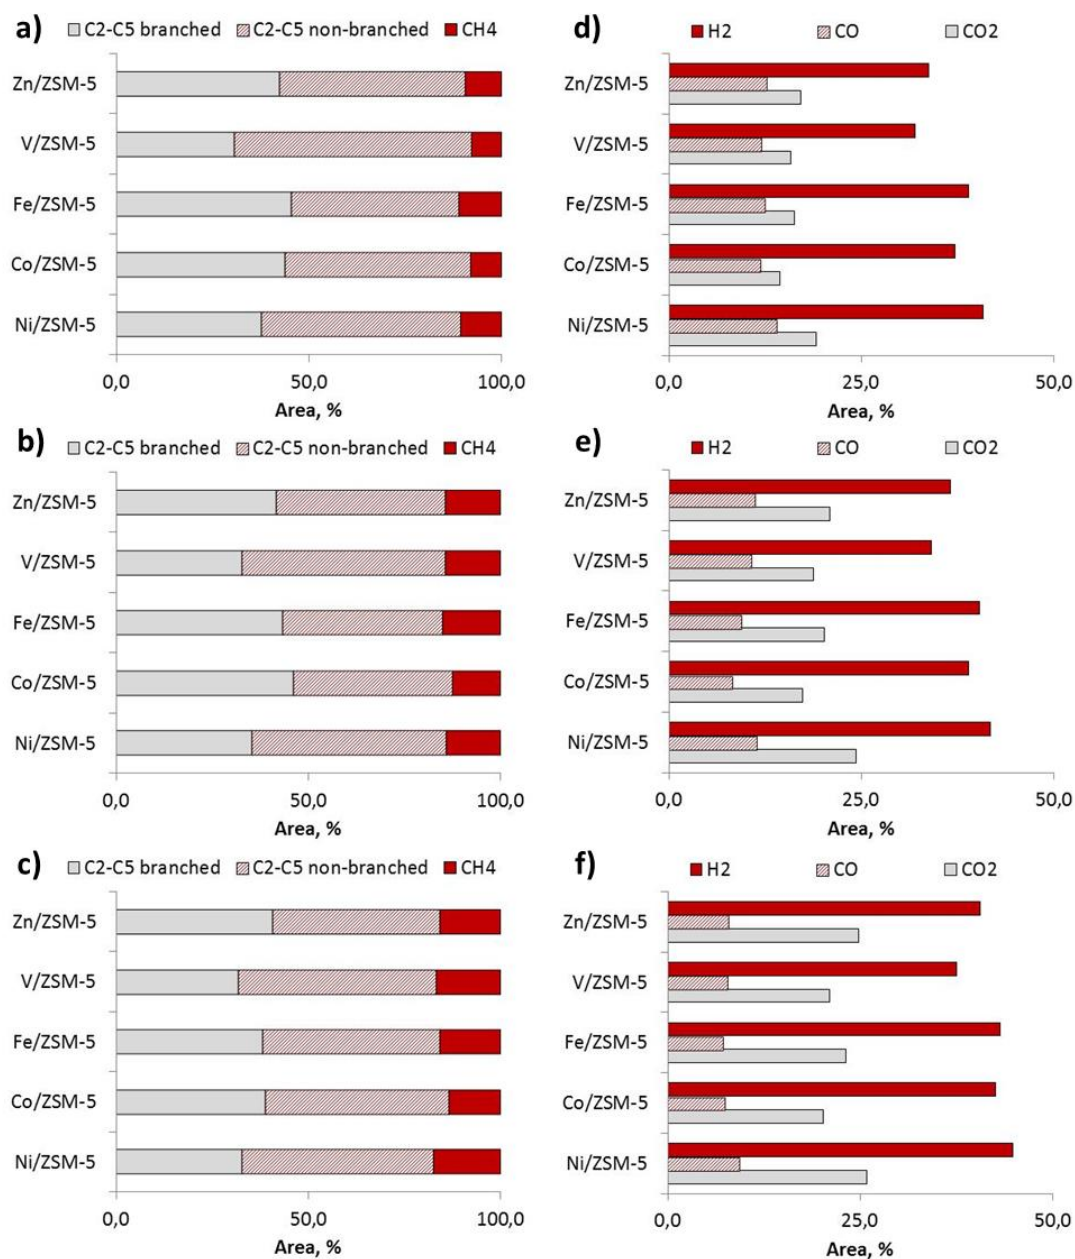 a) C2-C5 branched C2-C5 non-branched CH4
Zn/ZSM-5
V/ZSM-5
Fe/ZSM-5
Co/ZSM-5
Ni/ZSM-5
0,0 50,0 100,0
Area, %
d) H2 CO CO2
Zn/ZSM-5
V/ZSM-5
Fe/ZSM-5
Co/ZSM-5
Ni/ZSM-5
0,0 25,0 50,0
Area, %
b) C2-C5 branched C2-C5 non-branched CH4
Zn/ZSM-5
V/ZSM-5
Fe/ZSM-5
Co/ZSM-5
Ni/ZSM-5
0,0 50,0 100,0
Area, %
e) H2 CO CO2
Zn/ZSM-5
V/ZSM-5
Fe/ZSM-5
Co/ZSM-5
Ni/ZSM-5
0,0 25,0 50,0
Area, %
c) C2-C5 branched C2-C5 non-branched CH4
Zn/ZSM-5
V/ZSM-5
Fe/ZSM-5
Co/ZSM-5
Ni/ZSM-5
0,0 50,0 100,0
Area, %
f) H2 CO CO2
Zn/ZSM-5
V/ZSM-5
Fe/ZSM-5
Co/ZSM-5
Ni/ZSM-5
0,0 25,0 50,0
Area, %